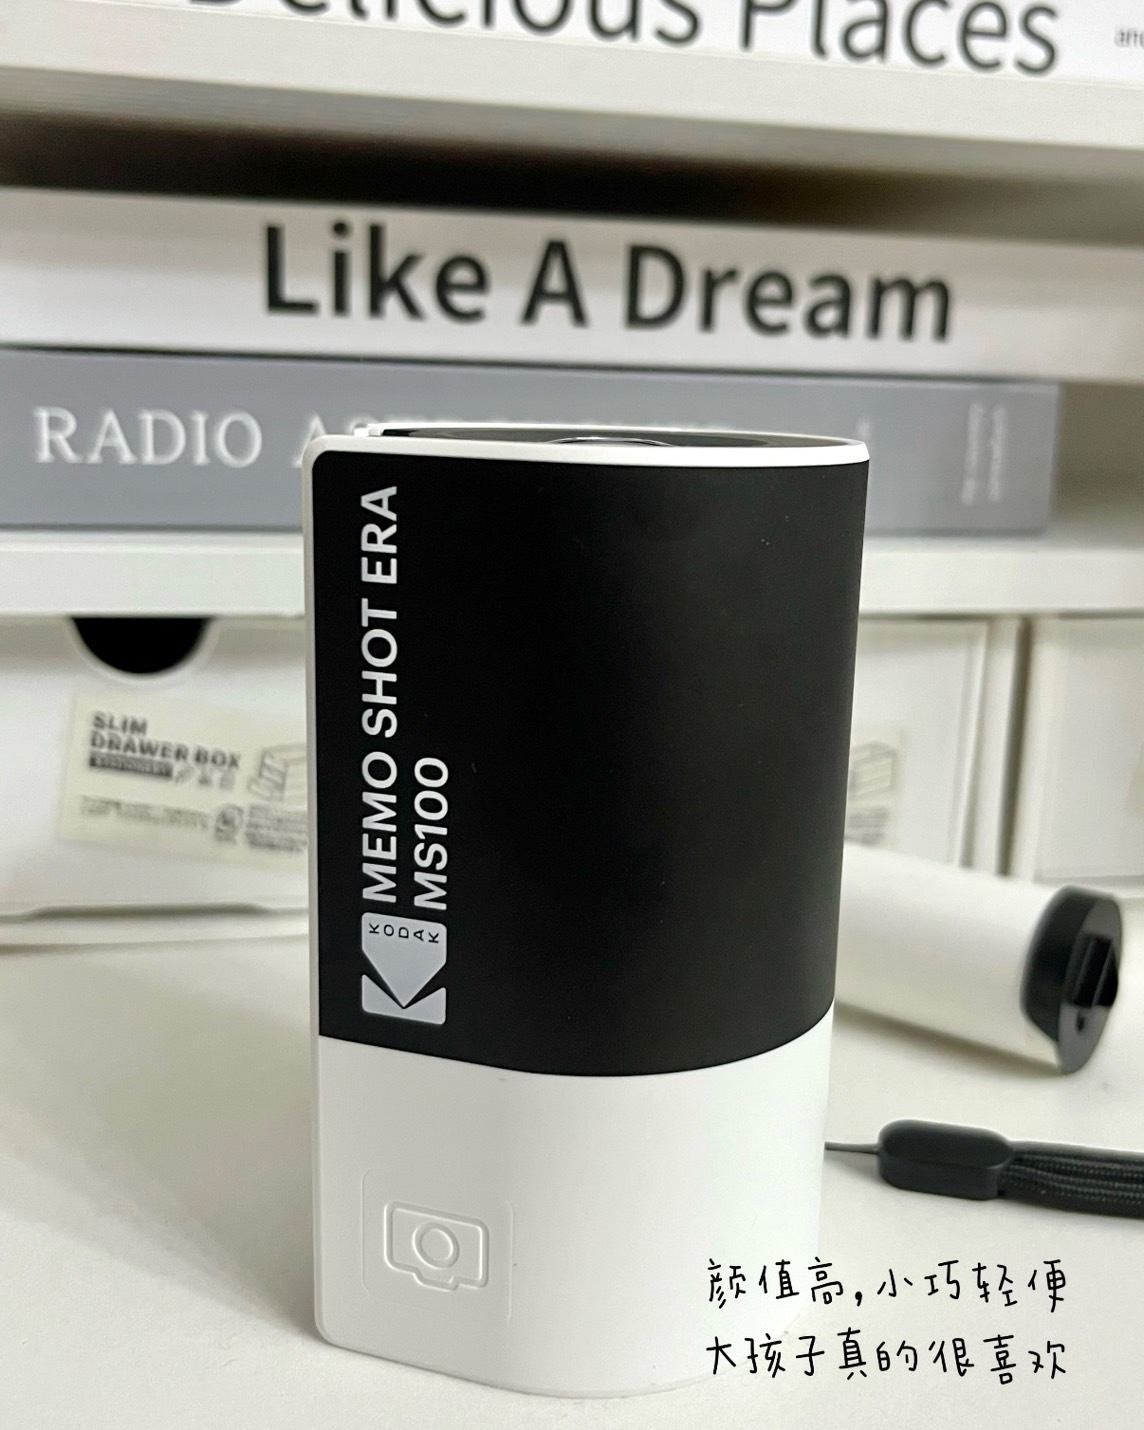 Delicious Places
Like A Dream
RADIO
SLIM
DRAWER BOX
MEMO SHOT ERA
MS100
KODAK
颜值高,小巧轻便
大孩子真的很喜欢